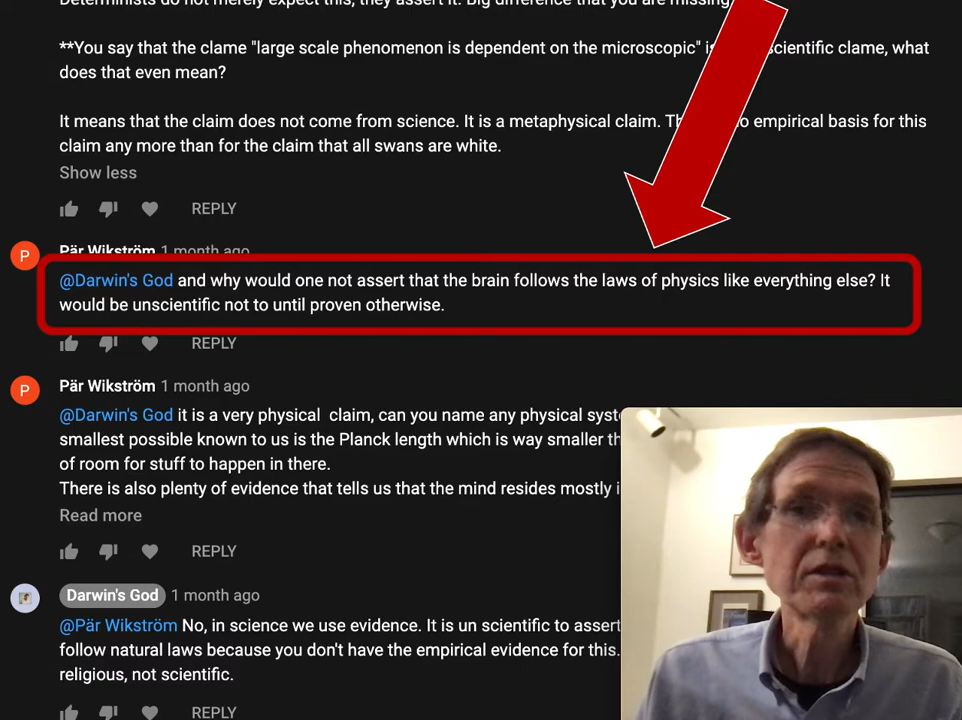 Determinists do not merely expect this, they assert it. Big difference that you are missing
**You say that the clame "large scale phenomenon is dependent on the microscopic" is scientific clame, what
does that even mean?
It means that the claim does not come from science. It is a metaphysical claim. empirical basis for this
claim any more than for the claim that all swans are white.
Show less
REPLY
P
Pär Wikström 1 month ago
@Darwin's God and why would one not assert that the brain follows the laws of physics like everything else? It
would be unscientific not to until proven otherwise.
REPLY
P
Pär Wikström 1 month ago
@Darwin's God it is a very physical claim, can you name any physical
smallest possible known to us is the Planck length which is way smaller
of room for stuff to happen in there.
There is also plenty of evidence that tells us that the mind resides mostly
Read more
REPLY
Darwin's God 1 month ago
@Pär Wikström No, in science we use evidence. It is un scientific to assert
follow natural laws because you don't have the empirical evidence for this.
religious, not scientific.
REPLY